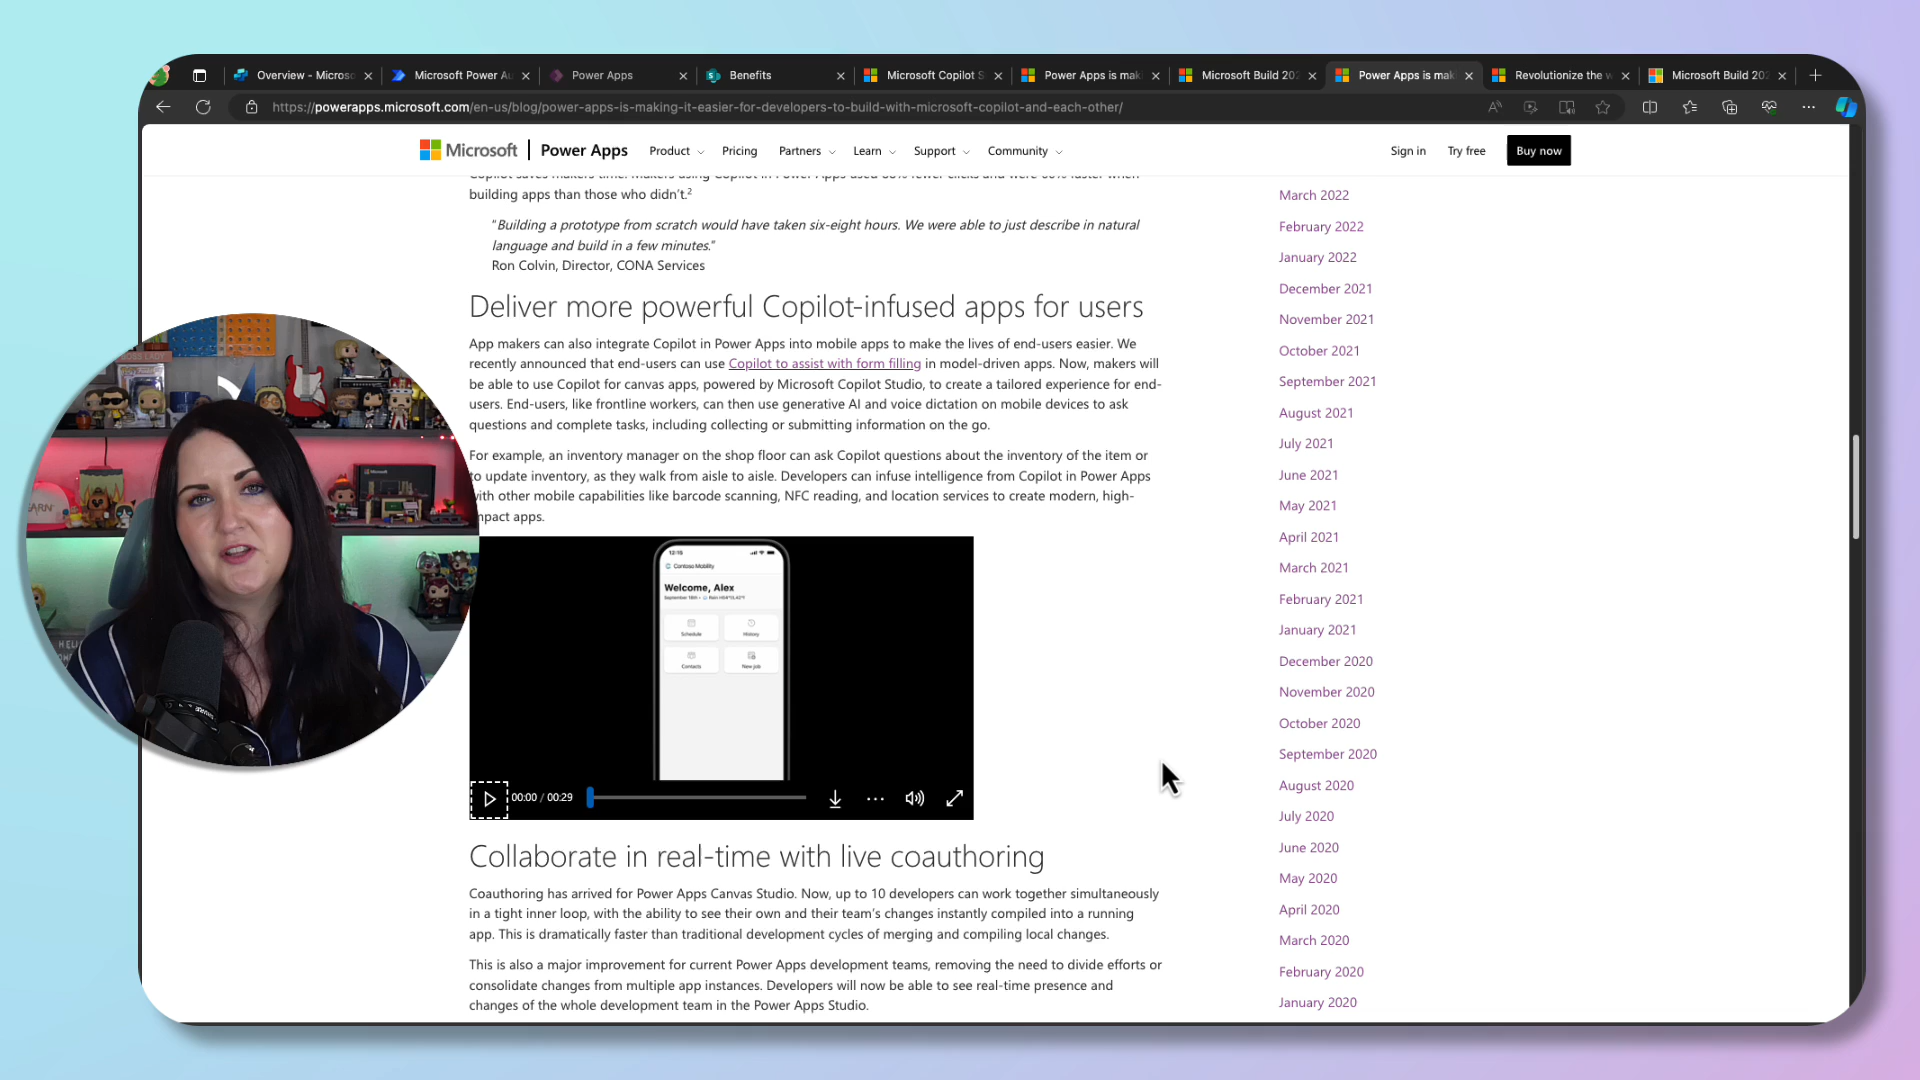 Overview - Microso
Microsoft Power Au
Power Apps
Benefits
Microsoft Copilot S
Power Apps is maki
Microsoft Build 202
Power Apps is maki
Revolutionize the w
Microsoft Build 202
https://powerapps.microsoft.com/en-us/blog/power-apps-is-making-it-easier-for-developers-to-build-with-microsoft-copilot-and-each-other/
Microsoft
Power Apps
Product
Pricing
Partners
Learn
Support
Community
Sign in
Try free
Buy now
building apps than those who didn't.²
"Building a prototype from scratch would have taken six-eight hours. We were able to just describe in natural
language and build in a few minutes."
Ron Colvin, Director, CONA Services
Deliver more powerful Copilot-infused apps for users
App makers can also integrate Copilot in Power Apps into mobile apps to make the lives of end-users easier. We
recently announced that end-users can use Copilot to assist with form filling in model-driven apps. Now, makers will
be able to use Copilot for canvas apps, powered by Microsoft Copilot Studio, to create a tailored experience for end-
users. End-users, like frontline workers, can then use generative AI and voice dictation on mobile devices to ask
questions and complete tasks, including collecting or submitting information on the go.
For example, an inventory manager on the shop floor can ask Copilot questions about the inventory of the item or
to update inventory, as they walk from aisle to aisle. Developers can infuse intelligence from Copilot in Power Apps
with other mobile capabilities like barcode scanning, NFC reading, and location services to create modern, high-
mpact apps.
12:15
Contoso Mobility
Welcome, Alex
Schedule
History
Contacts
New job
00:00 / 00:29
Collaborate in real-time with live coauthoring
Coauthoring has arrived for Power Apps Canvas Studio. Now, up to 10 developers can work together simultaneously
in a tight inner loop, with the ability to see their own and their team's changes instantly compiled into a running
app. This is dramatically faster than traditional development cycles of merging and compiling local changes.
This is also a major improvement for current Power Apps development teams, removing the need to divide efforts or
consolidate changes from multiple app instances. Developers will now be able to see real-time presence and
changes of the whole development team in the Power Apps Studio.
March 2022
February 2022
January 2022
December 2021
November 2021
October 2021
September 2021
August 2021
July 2021
June 2021
May 2021
April 2021
March 2021
February 2021
January 2021
December 2020
November 2020
October 2020
September 2020
August 2020
July 2020
June 2020
May 2020
April 2020
March 2020
February 2020
January 2020